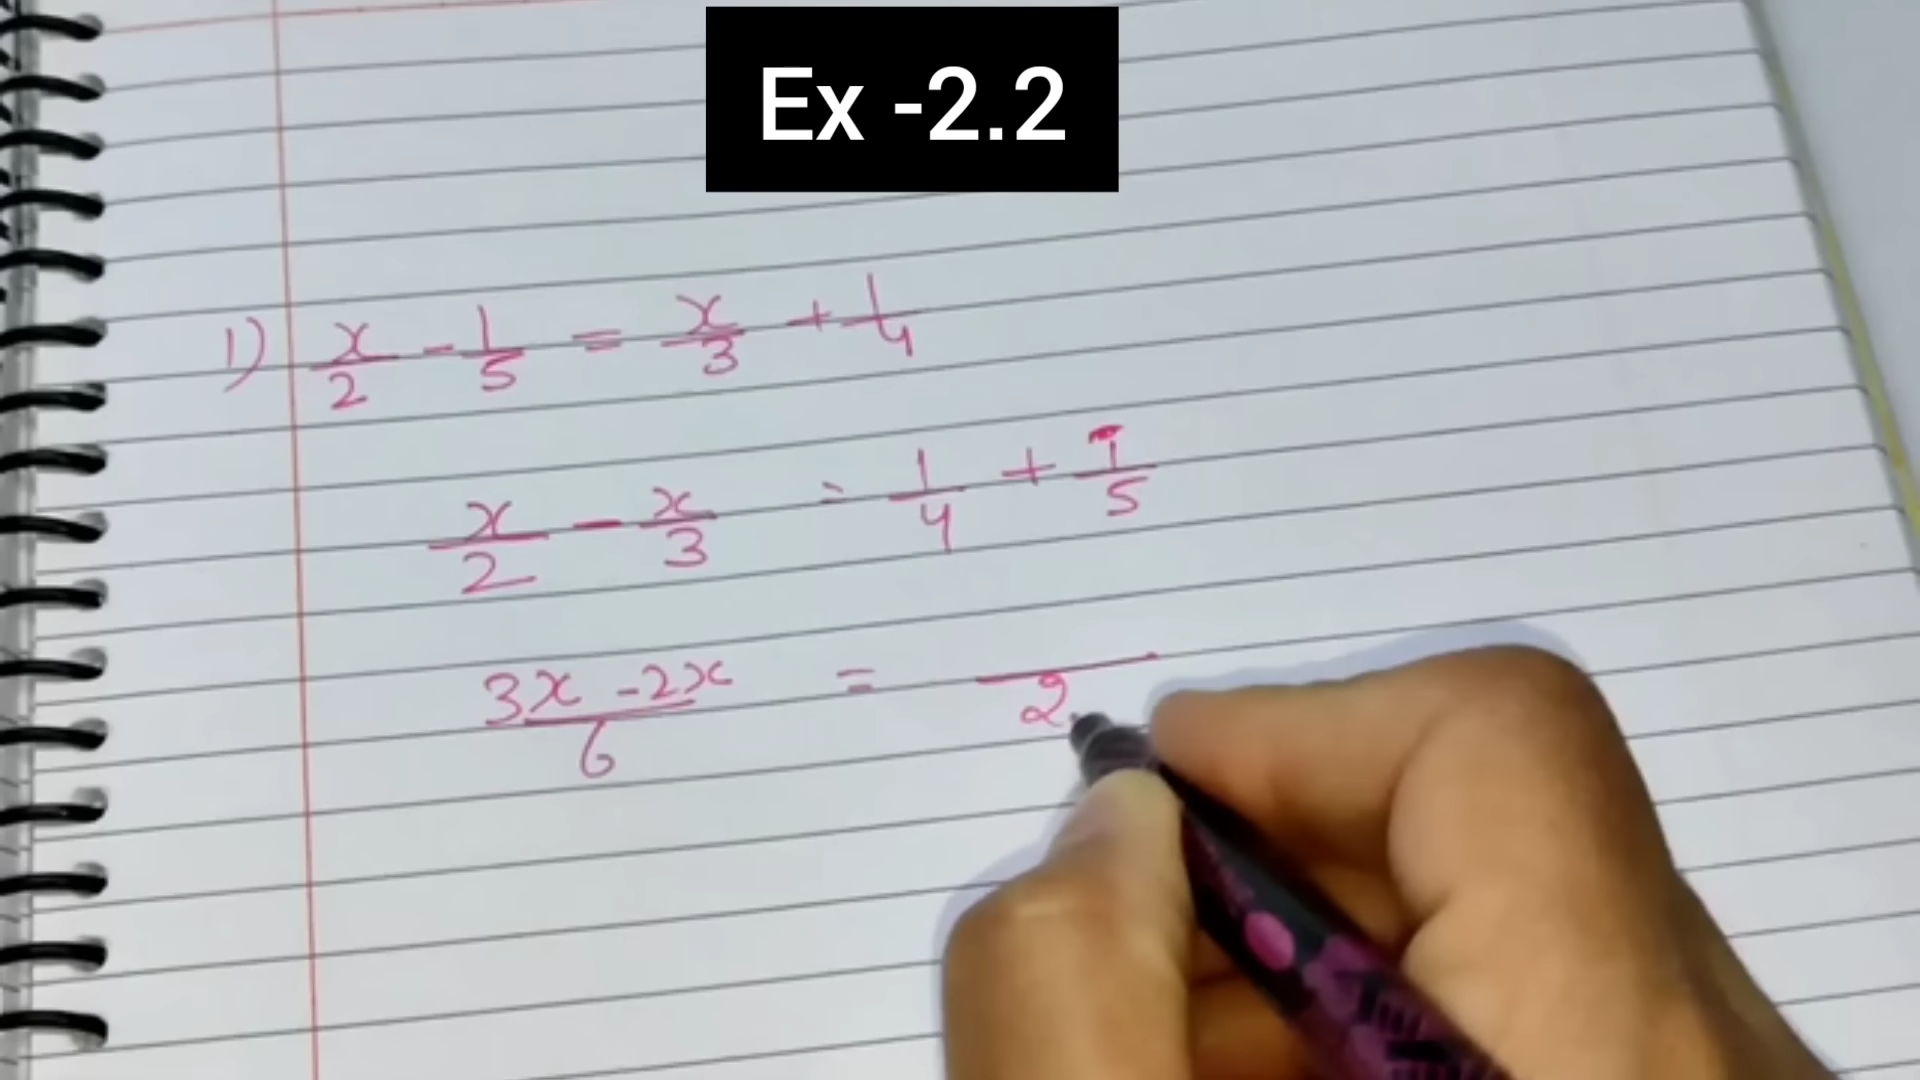 Ex -2.2
1) x/2 - 1/5 = x/3 + 1/4
x/2 - x/3 = 1/4 + 1/5
3x - 2x/6 = /2